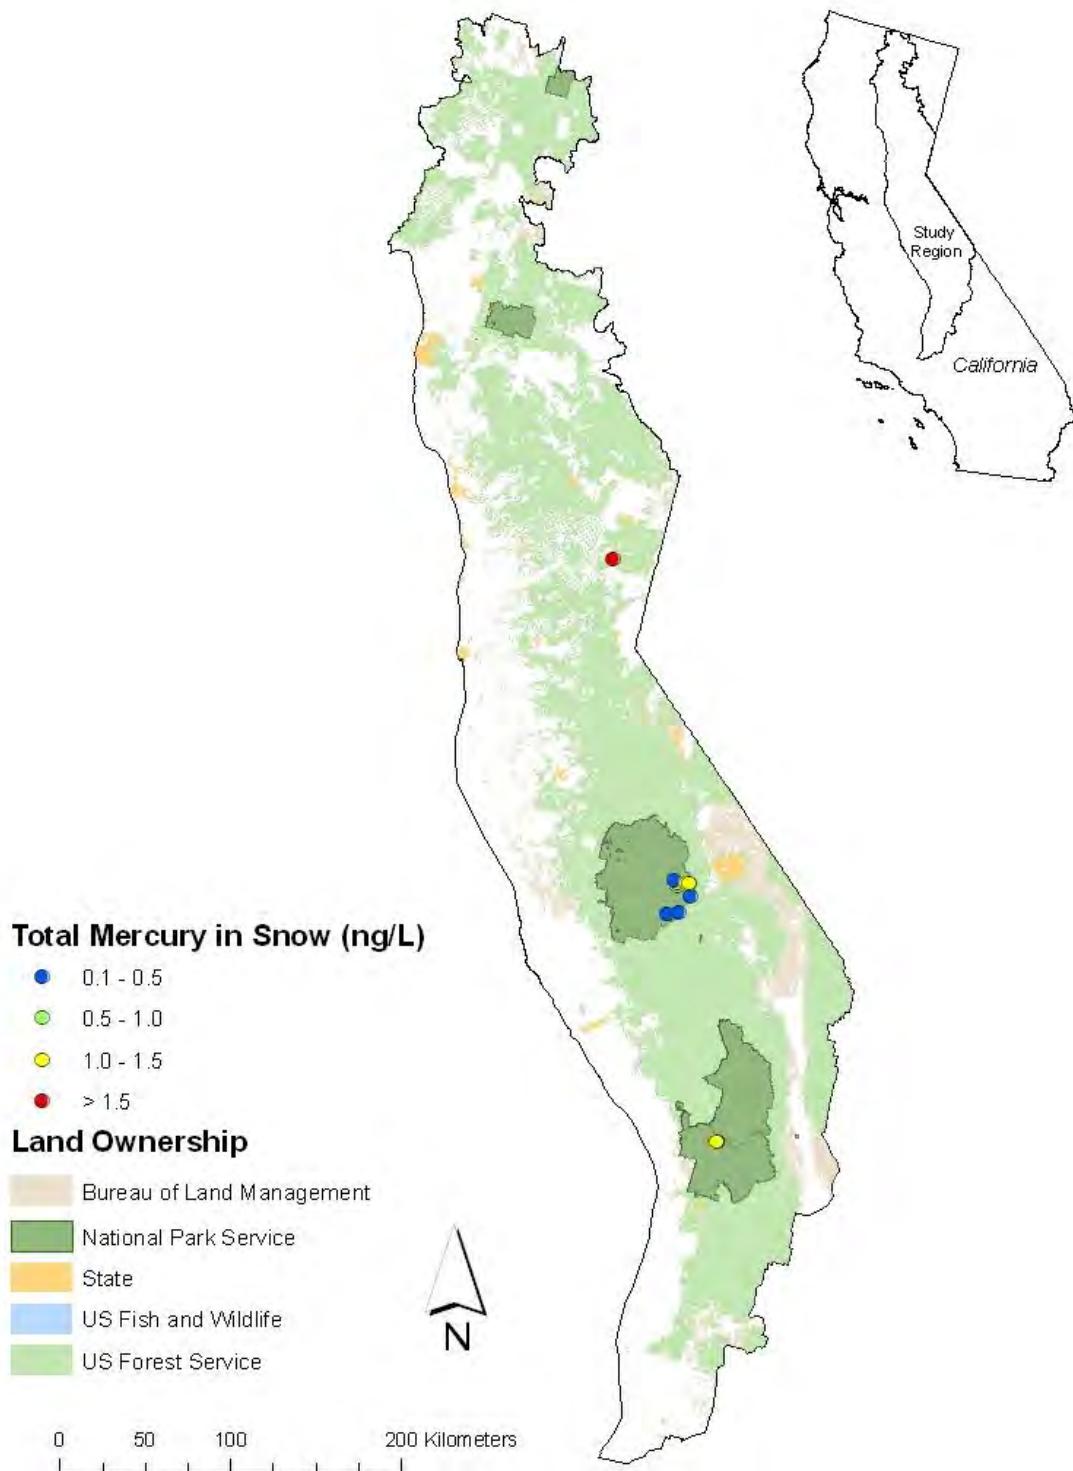 Study
Region
California
Total Mercury in Snow (ng/L)
0.1 - 0.5
0.5 - 1.0
1.0 - 1.5
> 1.5
Land Ownership
Bureau of Land Management
National Park Service
State
US Fish and Wildlife
US Forest Service
N
0 50 100 200 Kilometers